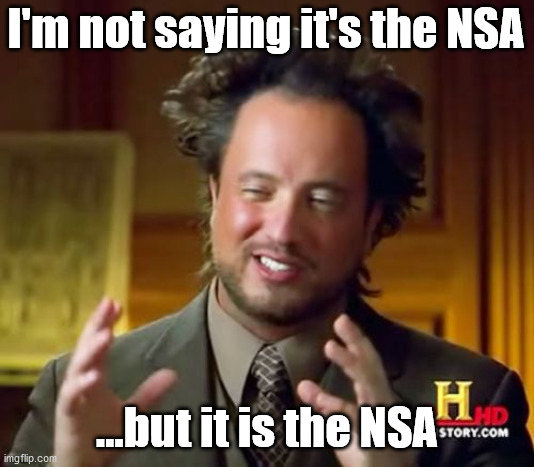 I'm not saying it's the NSA
...but it is the NSA
H HD
STORY.COM
imgflip.com